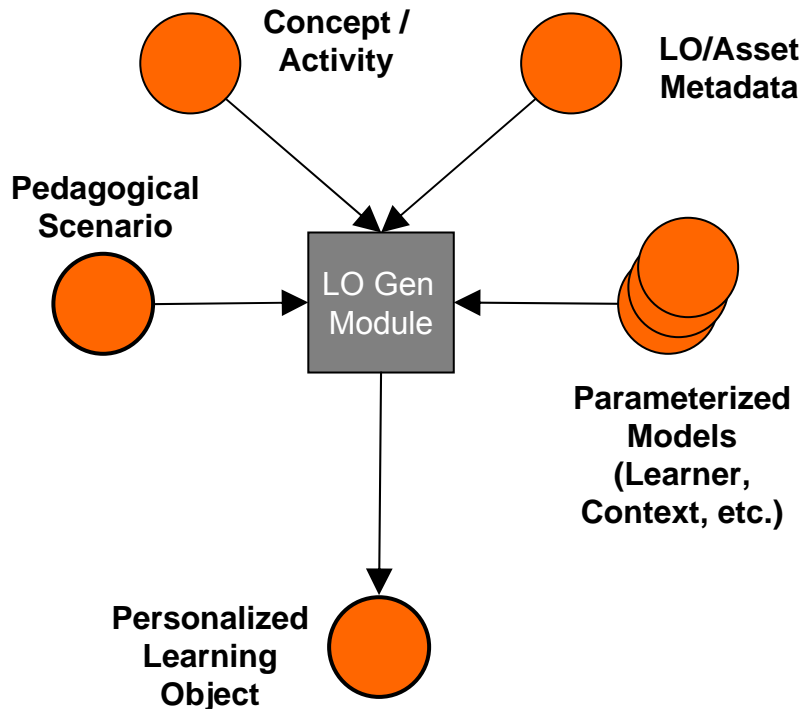 Concept /
Activity
LO/Asset
Metadata
Pedagogical
Scenario
LO Gen
Module
Parameterized
Models
(Learner,
Context, etc.)
Personalized
Learning
Object